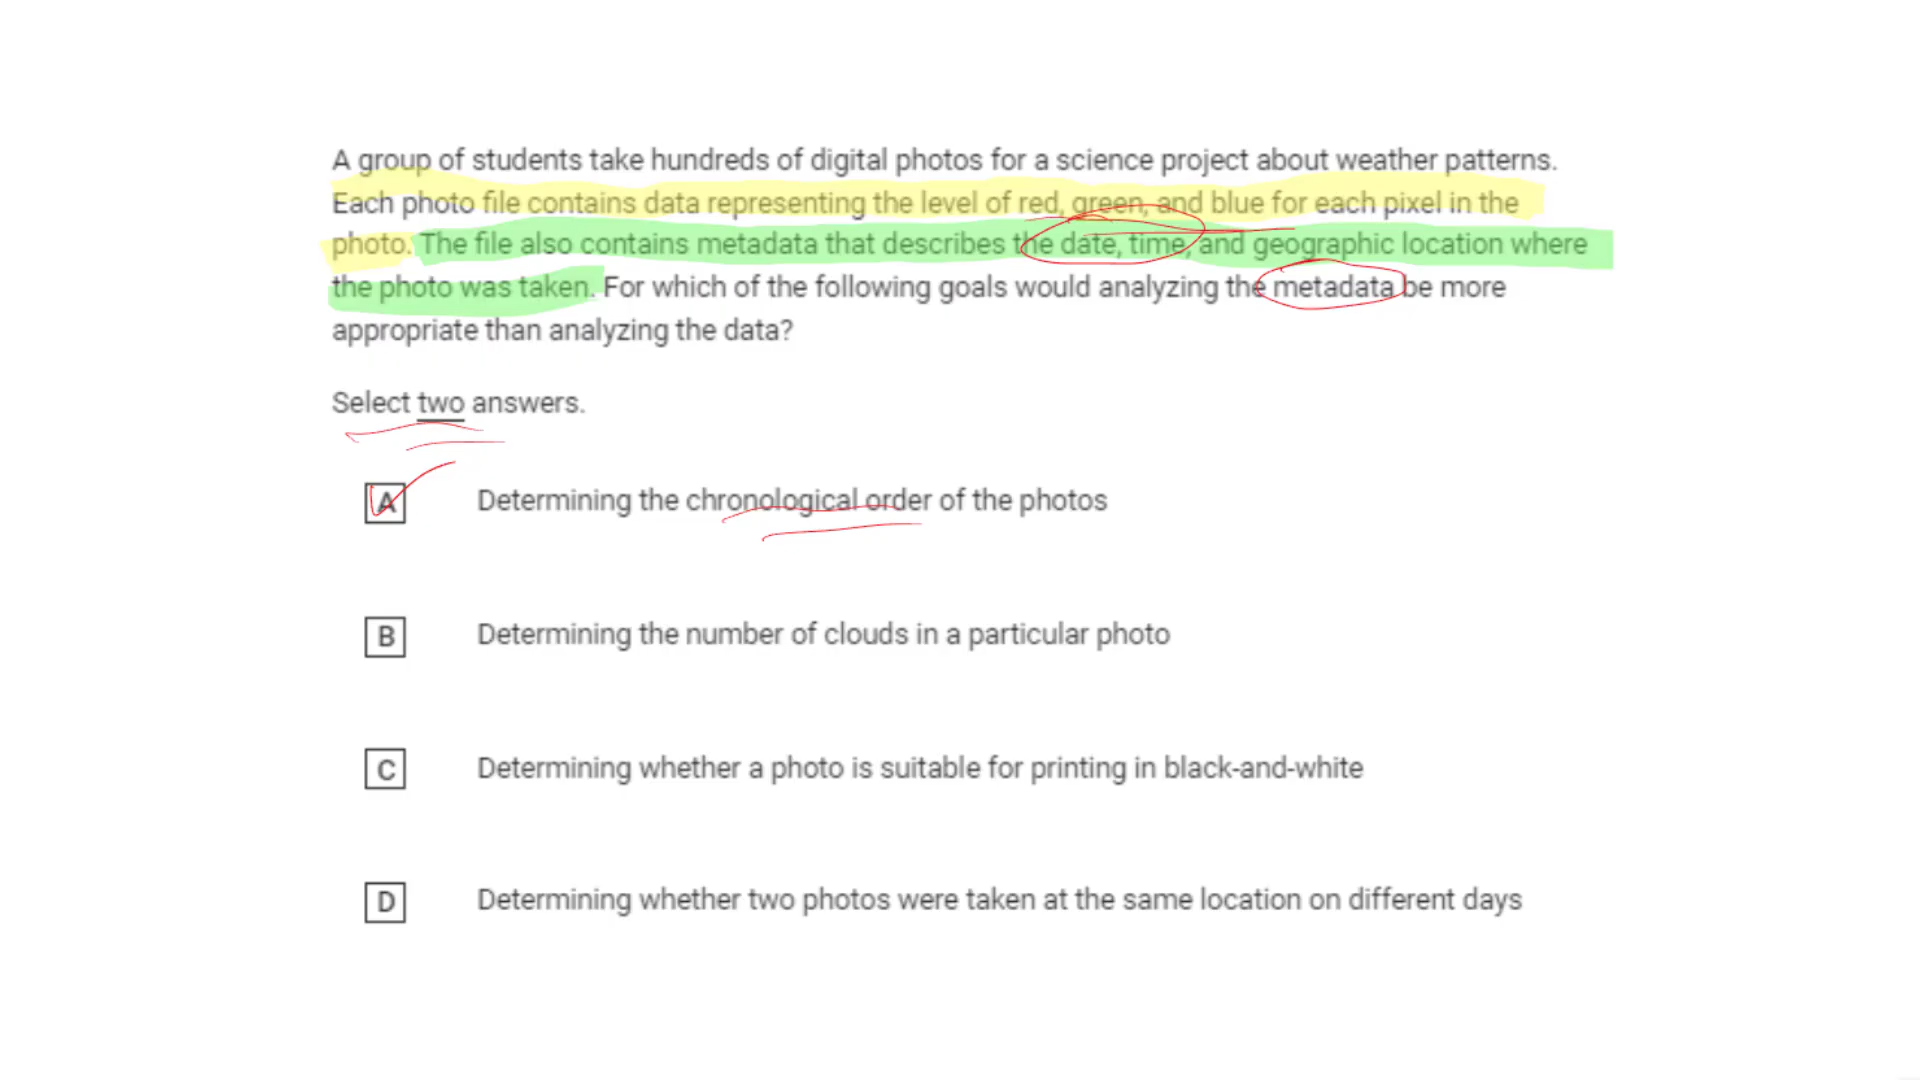 A group of students take hundreds of digital photos for a science project about weather patterns.
Each photo file contains data representing the level of red, green, and blue for each pixel in the
photo. The file also contains metadata that describes the date, time, and geographic location where
the photo was taken. For which of the following goals would analyzing the metadata be more
appropriate than analyzing the data?
Select two answers.
A Determining the chronological order of the photos
B Determining the number of clouds in a particular photo
C Determining whether a photo is suitable for printing in black-and-white
D Determining whether two photos were taken at the same location on different days